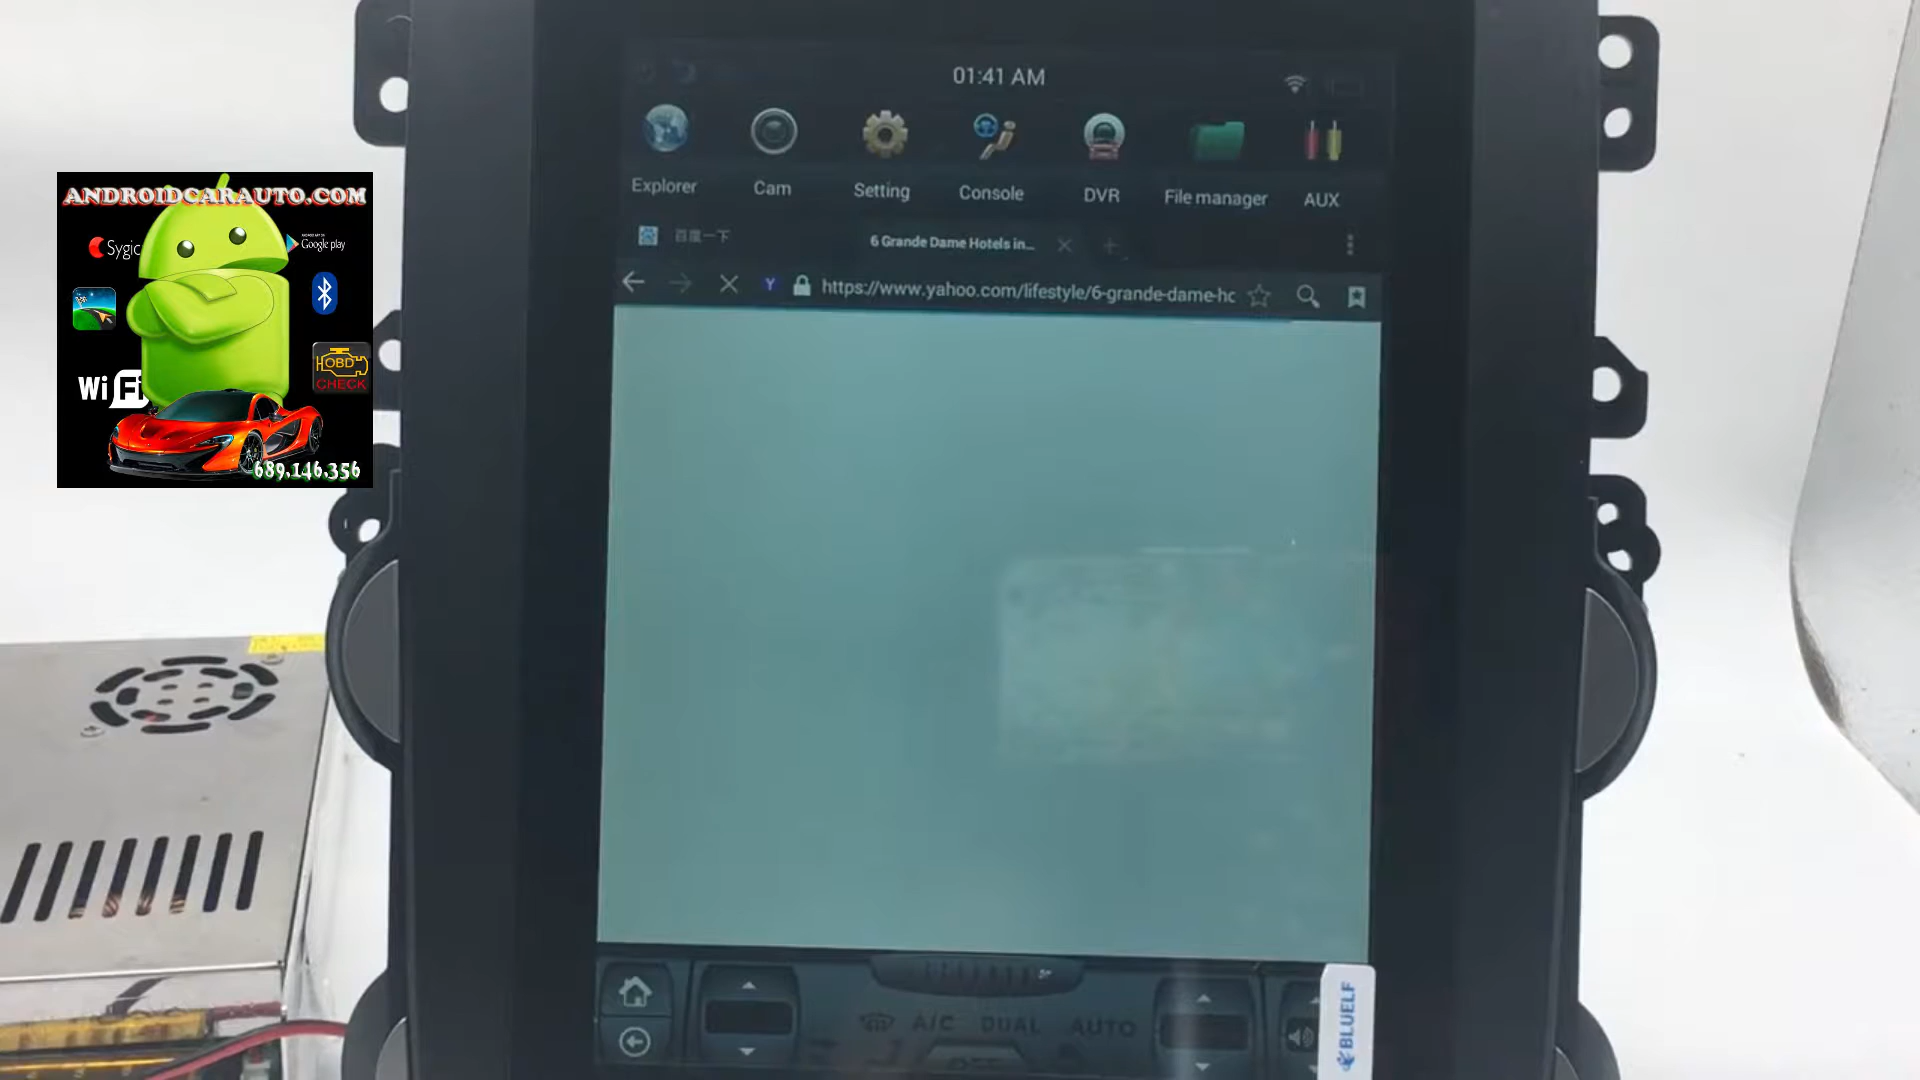 01:41 AM
Explorer
Cam
Setting
Console
DVR
File manager
AUX
百度一下
6 Grande Dame Hotels in...
Y
https://www.yahoo.com/lifestyle/6-grande-dame-hc
A/C DUAL AUTO
BLUELF
ANDROIDCARAUTO.COM
Sygic
Google play
WiFi
OBD
CHECK
689,146,356